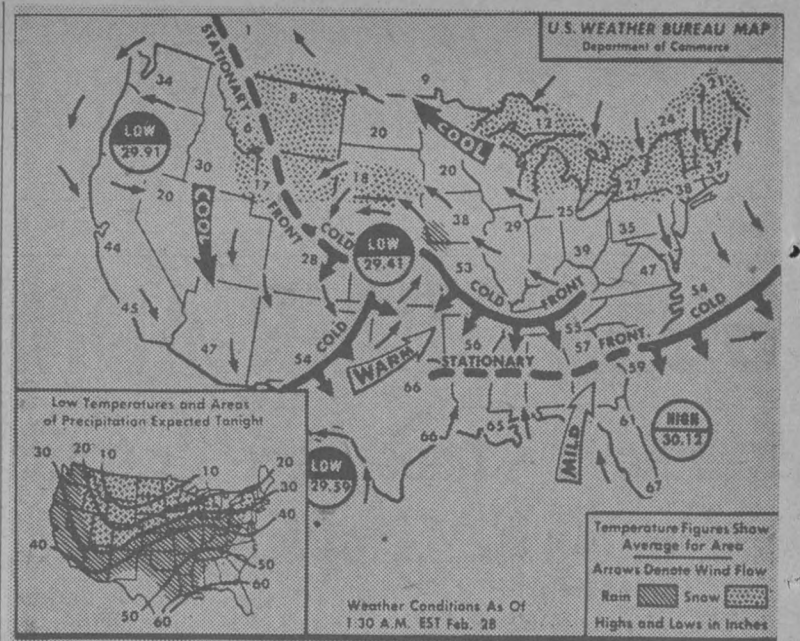 U.S. WEATHER BUREAU MAP
Department of Commerce
STATIONARY
FRONT
1
34
8
9
12
21
24
LOW
29.91
6
20
COOL
30
17
18
20
27
37
38
20
COOL
44
28
COLD
LOW
29.41
38
29
25
39
35
47
53
COLD FRONT
54
COLD
45
47
54
COLD
WARM
56
STATIONARY
55
57
FRONT
59
66
66
65
MILD
61
67
HIGH
30.12
LOW
29.59
Low Temperatures and Areas
of Precipitation Expected Tonight
30
20
10
10
20
30
40
40
50
60
50
60
Weather Conditions As Of
1:30 A.M. EST Feb. 28
Temperature Figures Show
Average for Area
Arrows Denote Wind Flow
Rain
Snow
Highs and Lows in Inches